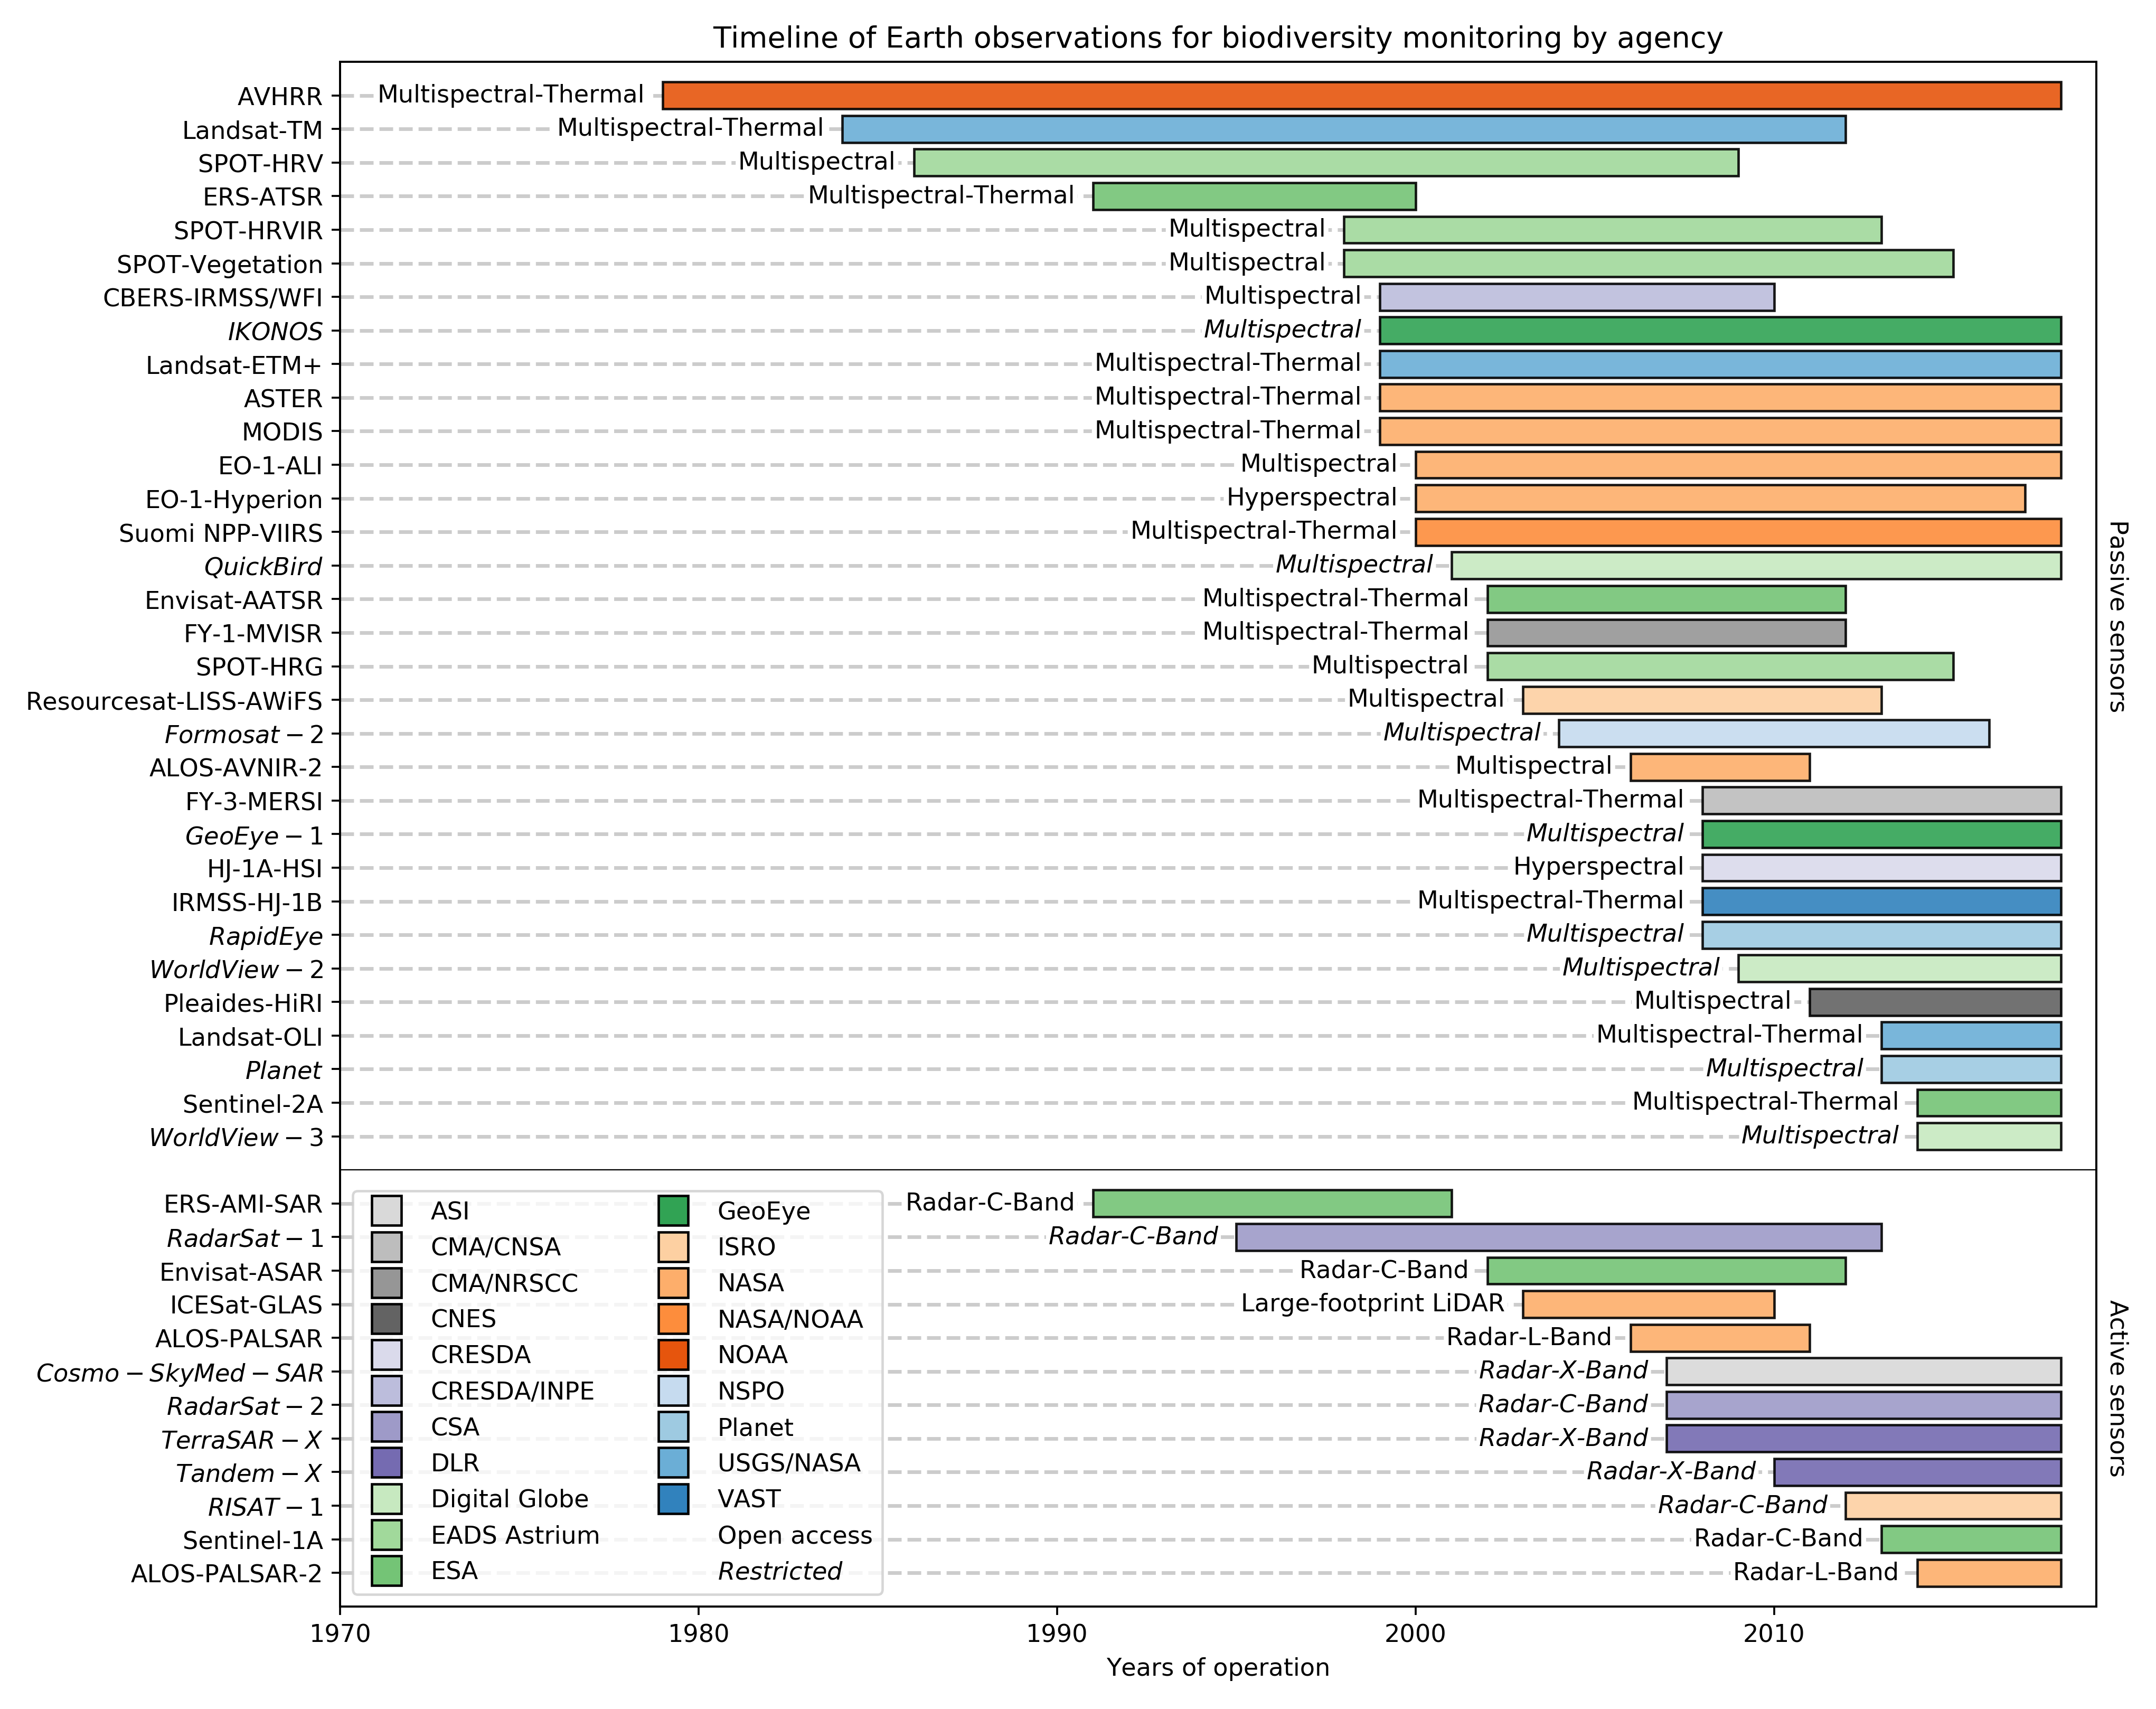 Timeline of Earth observations for biodiversity monitoring by agency
AVHRR Multispectral-Thermal
Landsat-TM Multispectral-Thermal
SPOT-HRV Multispectral
ERS-ATSR Multispectral-Thermal
SPOT-HRVIR Multispectral
SPOT-Vegetation Multispectral
CBERS-IRMSS/WFI Multispectral
IKONOS Multispectral
Landsat-ETM+ Multispectral-Thermal
ASTER Multispectral-Thermal
MODIS Multispectral-Thermal
EO-1-ALI Multispectral
EO-1-Hyperion Hyperspectral
Suomi NPP-VIIRS Multispectral-Thermal
QuickBird Multispectral
Envisat-AATSR Multispectral-Thermal
FY-1-MVISR Multispectral-Thermal
SPOT-HRG Multispectral
Resourcesat-LISS-AWiFS Multispectral
Formosat − 2 Multispectral
ALOS-AVNIR-2 Multispectral
FY-3-MERSI Multispectral-Thermal
GeoEye − 1 Multispectral
HJ-1A-HSI Hyperspectral
IRMSS-HJ-1B Multispectral-Thermal
RapidEye Multispectral
WorldView − 2 Multispectral
Pleaides-HiRI Multispectral
Landsat-OLI Multispectral-Thermal
Planet Multispectral
Sentinel-2A Multispectral-Thermal
WorldView − 3 Multispectral
Passive sensors
ERS-AMI-SAR Radar-C-Band
RadarSat − 1 Radar-C-Band
Envisat-ASAR Radar-C-Band
ICESat-GLAS Large-footprint LiDAR
ALOS-PALSAR Radar-L-Band
Cosmo − SkyMed − SAR Radar-X-Band
RadarSat − 2 Radar-C-Band
TerraSAR − X Radar-X-Band
Tandem − X Radar-X-Band
RISAT − 1 Radar-C-Band
Sentinel-1A Radar-C-Band
ALOS-PALSAR-2 Radar-L-Band
Active sensors
ASI
CMA/CNSA
CMA/NRSCC
CNES
CRESDA
CRESDA/INPE
CSA
DLR
Digital Globe
EADS Astrium
ESA
GeoEye
ISRO
NASA
NASA/NOAA
NOAA
NSPO
Planet
USGS/NASA
VAST
Open access
Restricted
1970 1980 1990 2000 2010
Years of operation